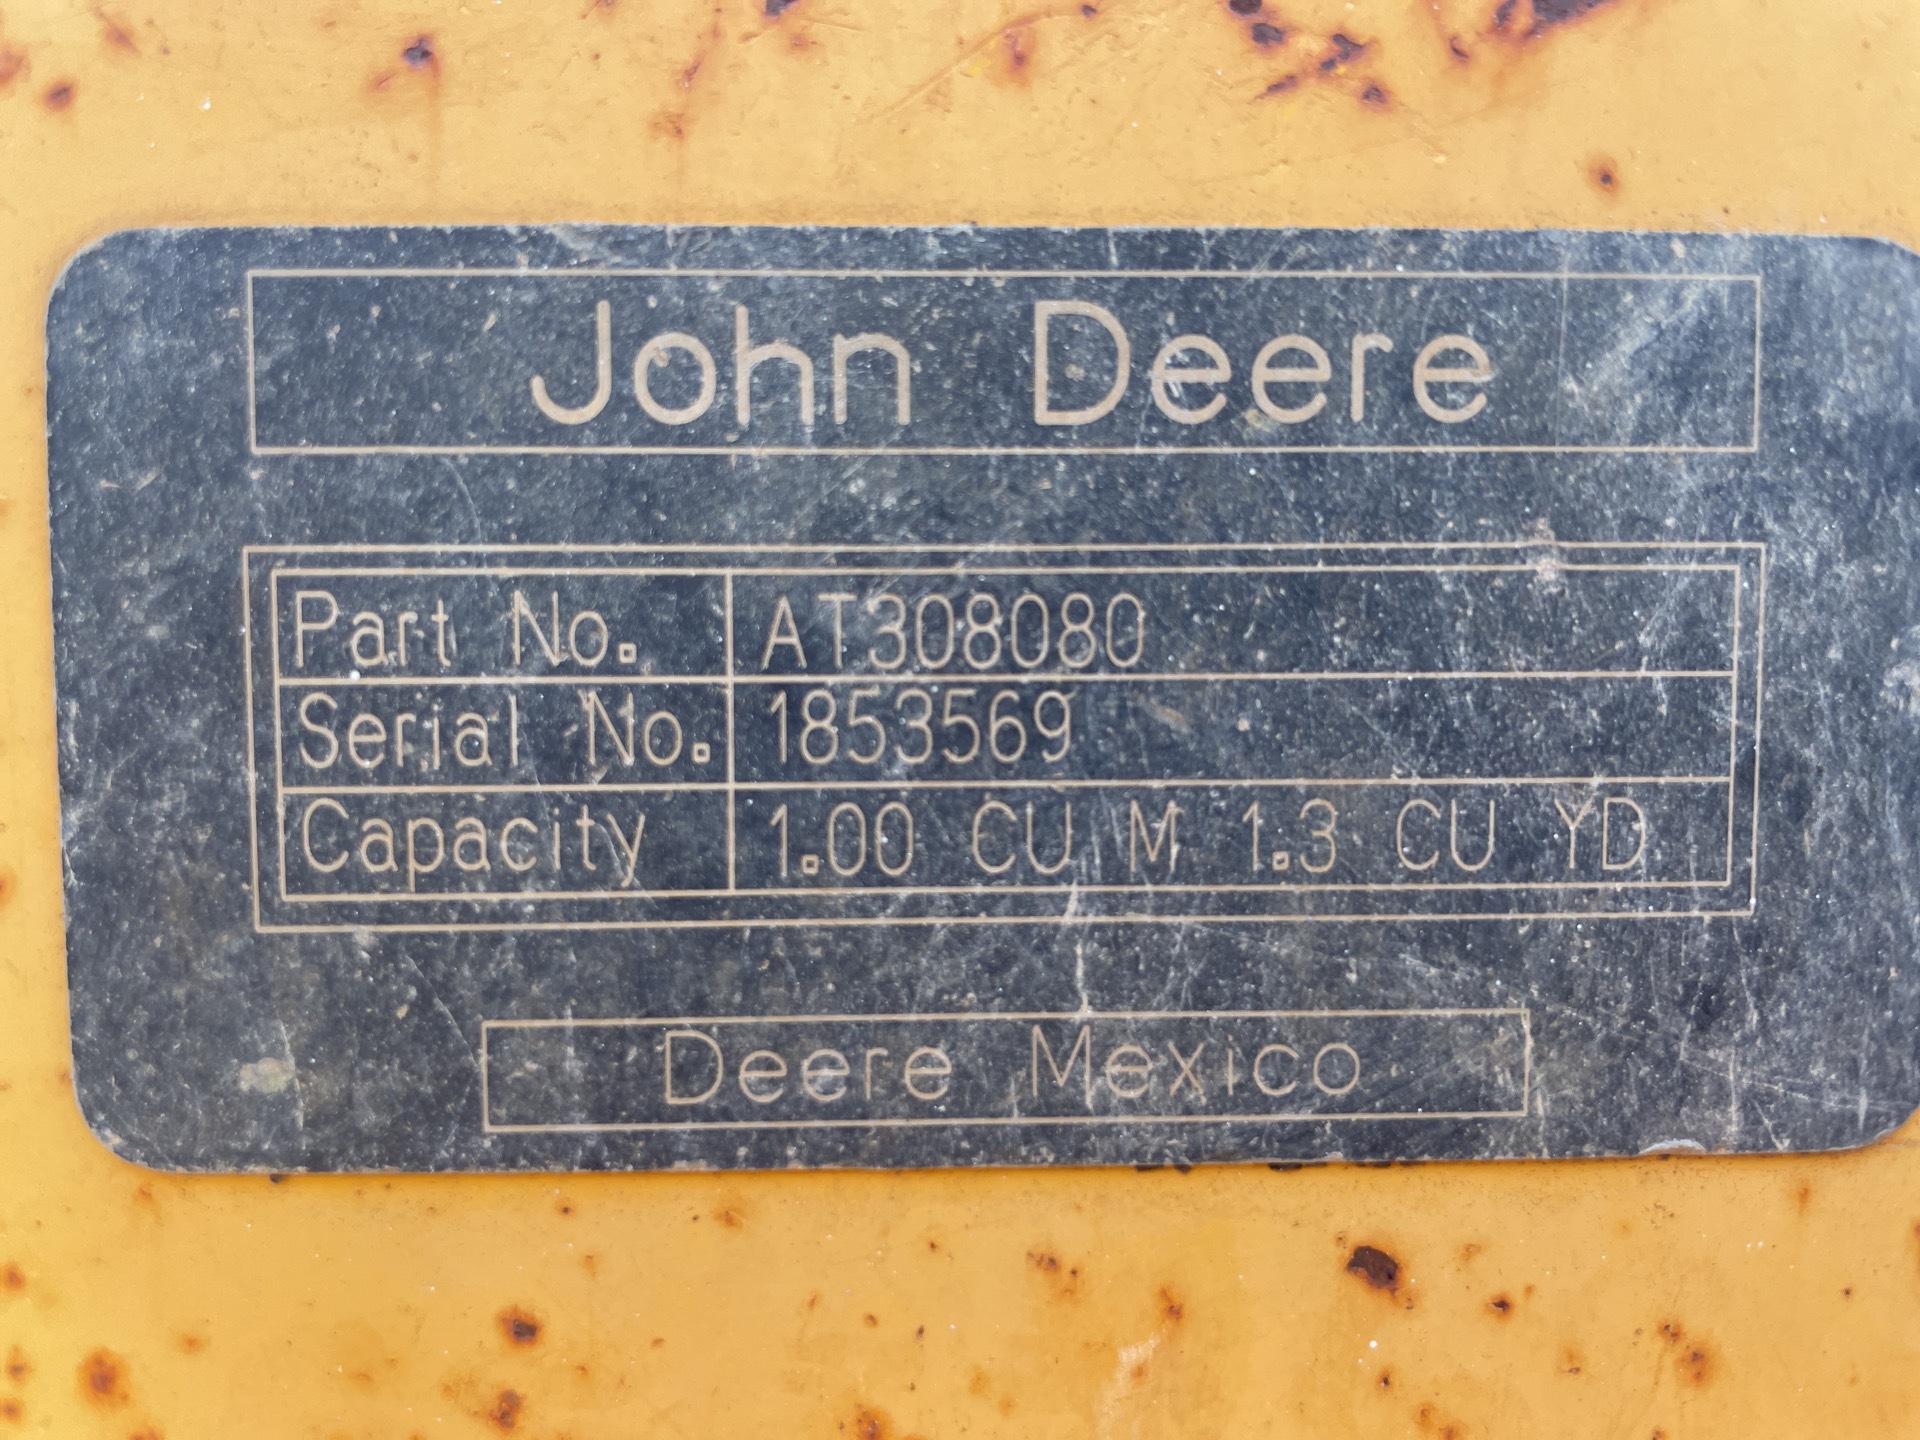 John Deere
Part No. AT308080
Serial No. 1853569
Capacity 1.00 CU M 1.3 CU YD
Deere Mexico